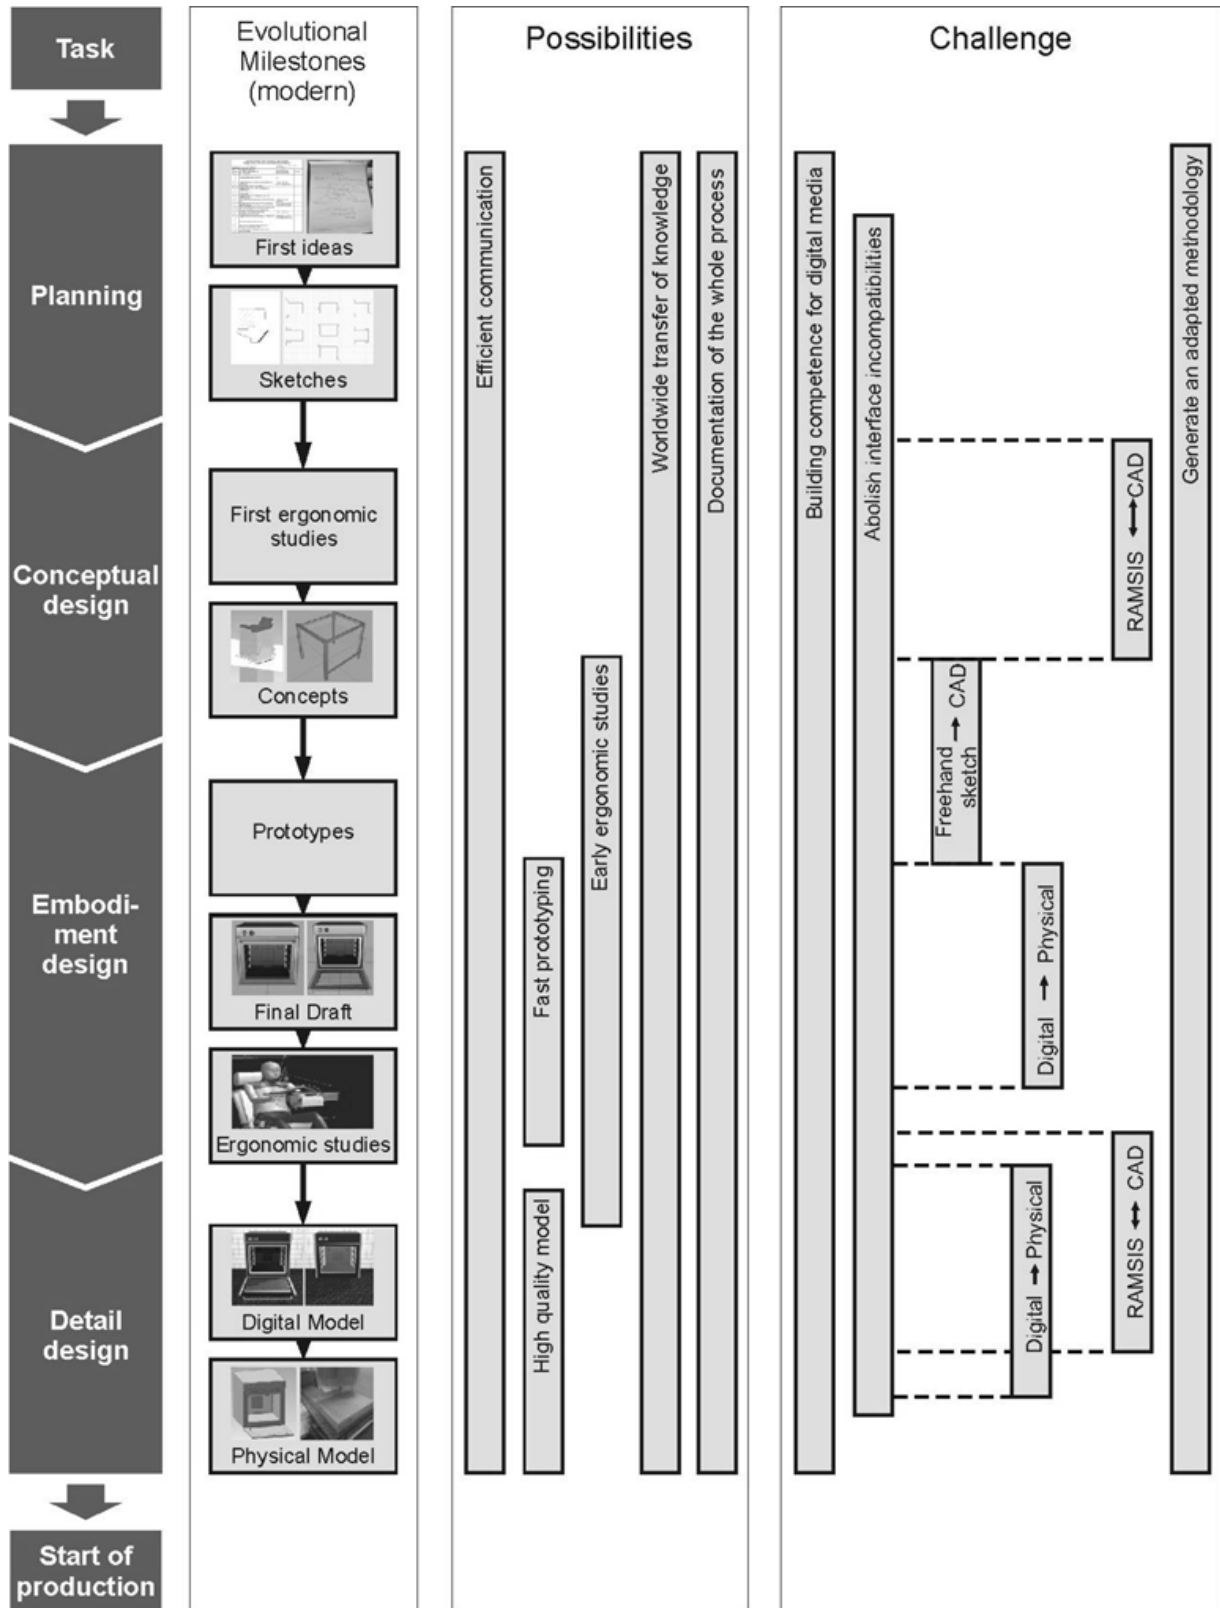 Task
Planning
Conceptual
design
Embodi-
ment
design
Detail
design
Start of
production
Evolutional
Milestones
(modern)
First ideas
Sketches
First ergonomic
studies
Concepts
Prototypes
Final Draft
Ergonomic studies
Digital Model
Physical Model
Possibilities
Efficient communication
Fast prototyping
High quality model
Early ergonomic studies
Worldwide transfer of knowledge
Documentation of the whole process
Challenge
Building competence for digital media
Abolish interface incompatibilities
Freehand → CAD
sketch
Digital → Physical
Digital → Physical
RAMSIS ↔ CAD
RAMSIS ↔ CAD
Generate an adapted methodology